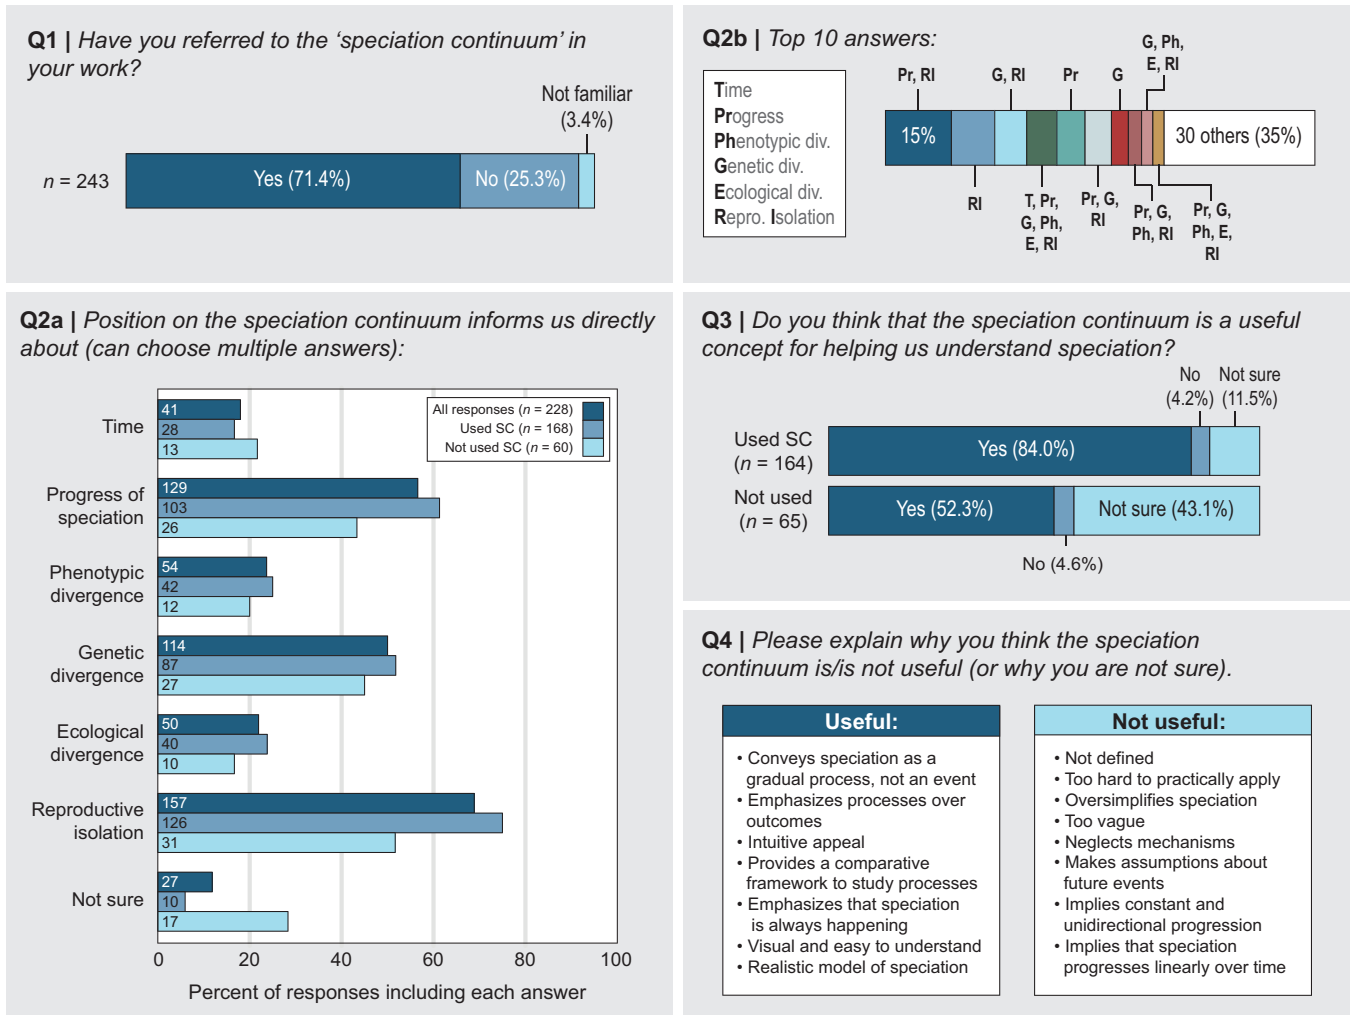 Q1 | Have you referred to the ‘speciation continuum’ in
your work?
Not familiar
(3.4%)
n = 243
Yes (71.4%)
No (25.3%)
Q2b | Top 10 answers:
Time
Progress
Phenotypic div.
Genetic div.
Ecological div.
Repro. Isolation
Pr, RI
G, RI
Pr
G
G, Ph,
E, RI
15%
30 others (35%)
RI
T, Pr,
G, Ph,
E, RI
Pr, G,
RI
Pr, G,
Ph, RI
Pr, G,
Ph, E,
RI
Q2a | Position on the speciation continuum informs us directly
about (can choose multiple answers):
All responses (n = 228)
Used SC (n = 168)
Not used SC (n = 60)
Time
41
28
13
Progress of
speciation
129
103
26
Phenotypic
divergence
54
42
12
Genetic
divergence
114
87
27
Ecological
divergence
50
40
10
Reproductive
isolation
157
126
31
Not sure
27
10
17
0 20 40 60 80 100
Percent of responses including each answer
Q3 | Do you think that the speciation continuum is a useful
concept for helping us understand speciation?
No
(4.2%)
Not sure
(11.5%)
Used SC
(n = 164)
Yes (84.0%)
Not used
(n = 65)
Yes (52.3%)
Not sure (43.1%)
No (4.6%)
Q4 | Please explain why you think the speciation
continuum is/is not useful (or why you are not sure).
Useful:
• Conveys speciation as a
gradual process, not an event
• Emphasizes processes over
outcomes
• Intuitive appeal
• Provides a comparative
framework to study processes
• Emphasizes that speciation
is always happening
• Visual and easy to understand
• Realistic model of speciation
Not useful:
• Not defined
• Too hard to practically apply
• Oversimplifies speciation
• Too vague
• Neglects mechanisms
• Makes assumptions about
future events
• Implies constant and
unidirectional progression
• Implies that speciation
progresses linearly over time